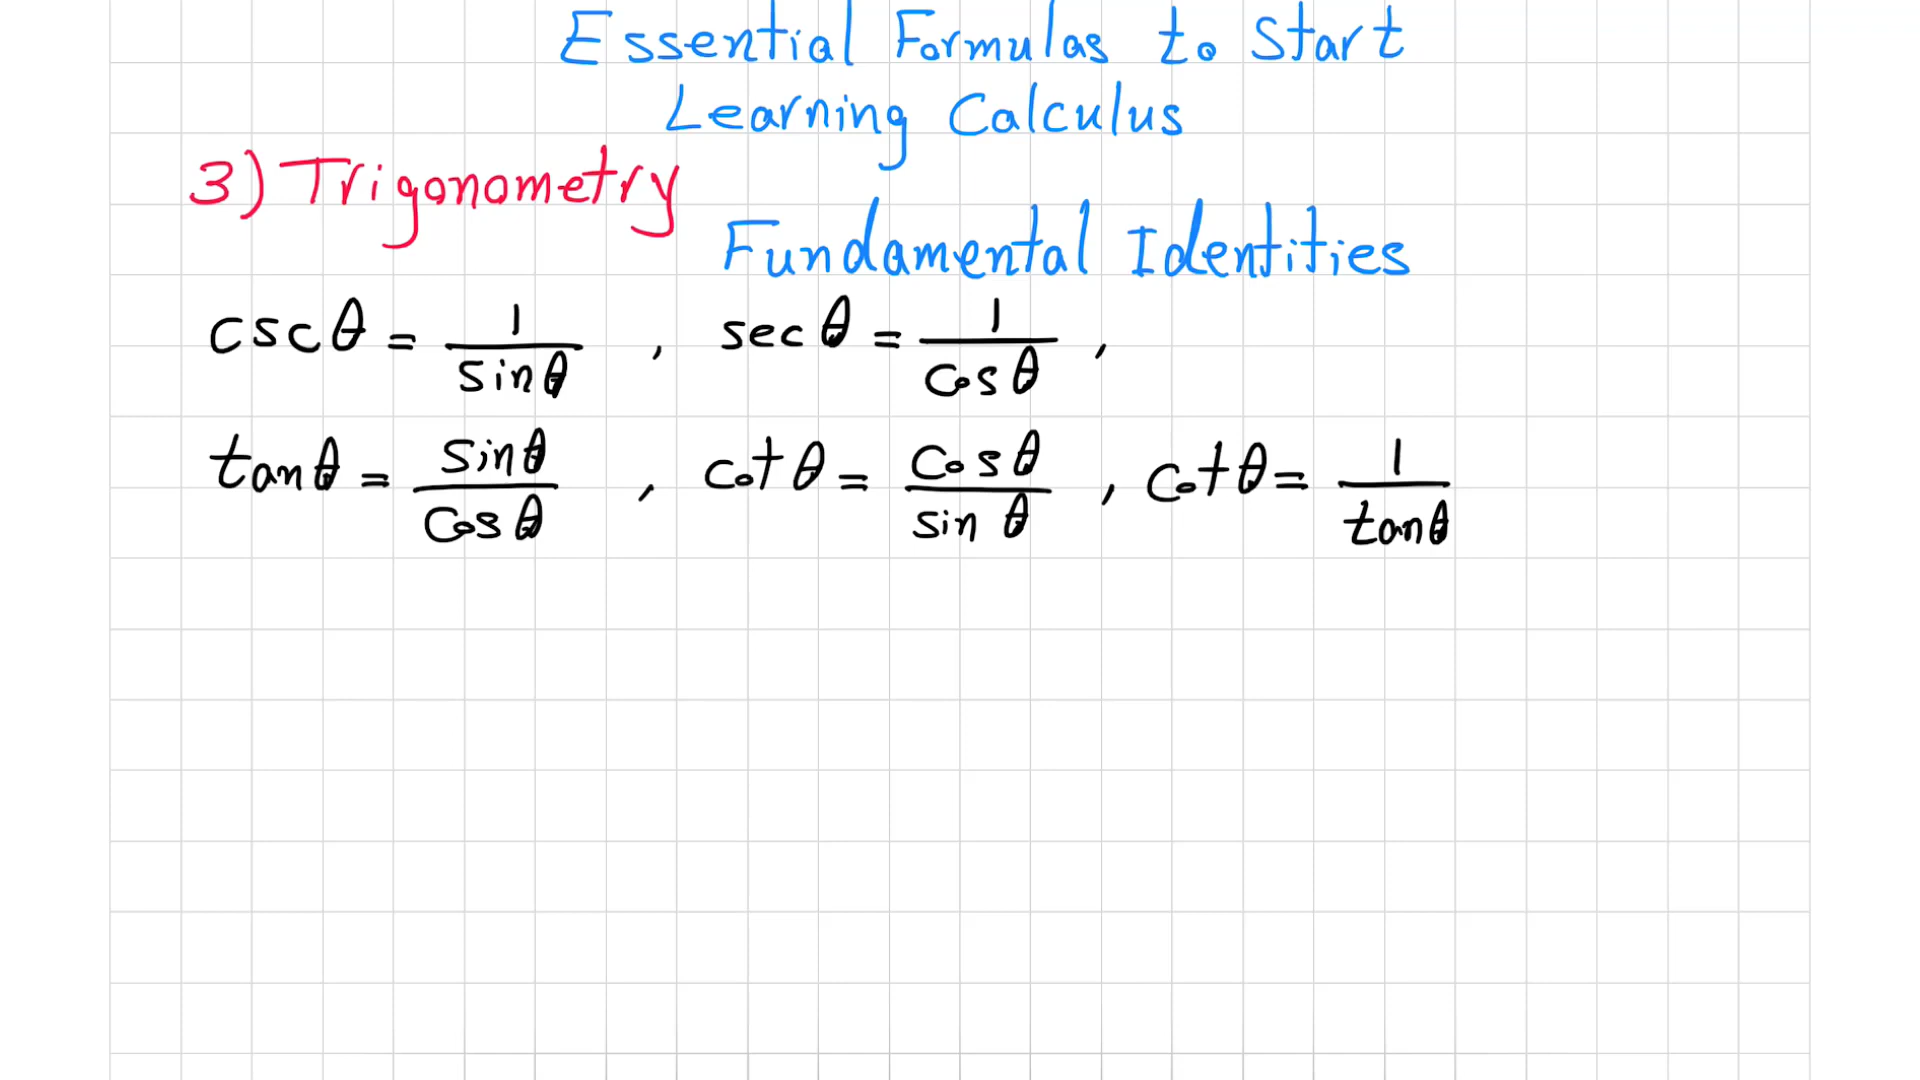 Essential Formulas to Start
Learning Calculus
3) Trigonometry
Fundamental Identities
cscθ = 1/sinθ , secθ = 1/cosθ ,
tanθ = sinθ/cosθ , cotθ = cosθ/sinθ , cotθ = 1/tanθ